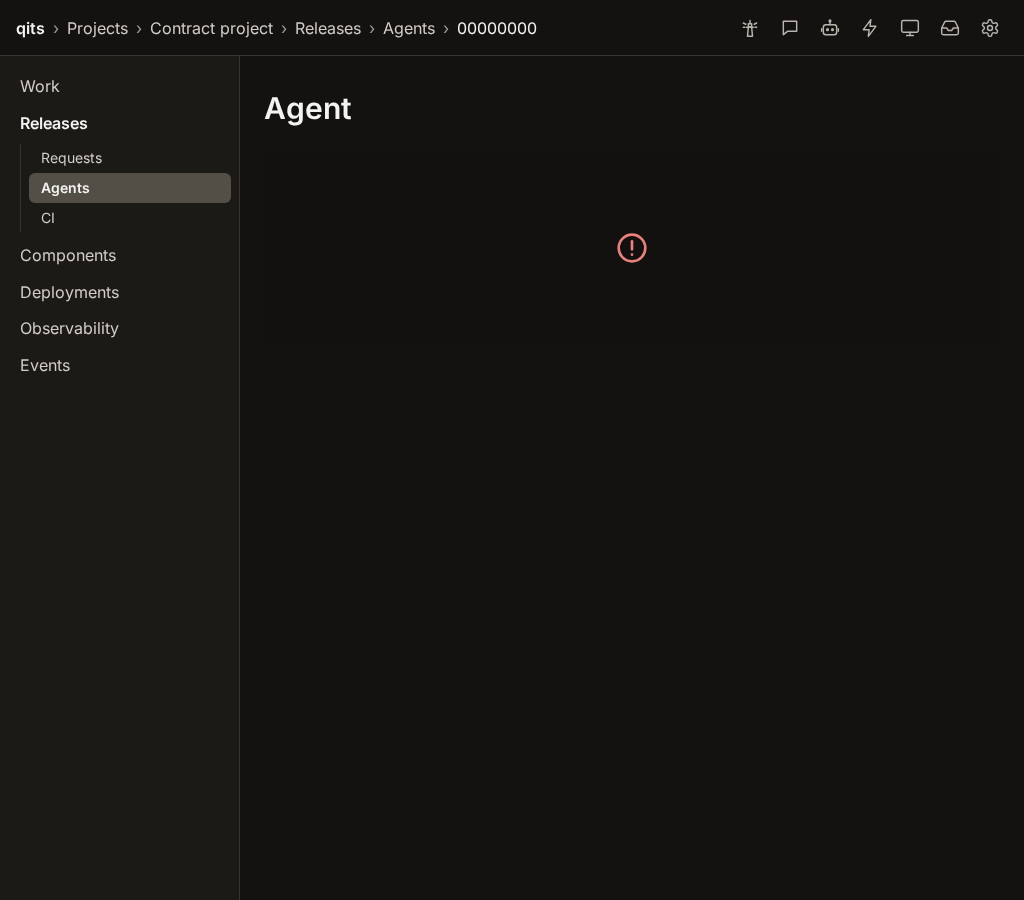 qits › Projects › Contract project › Releases › Agents › 00000000
Work
Releases
Requests
Agents
CI
Components
Deployments
Observability
Events
Agent